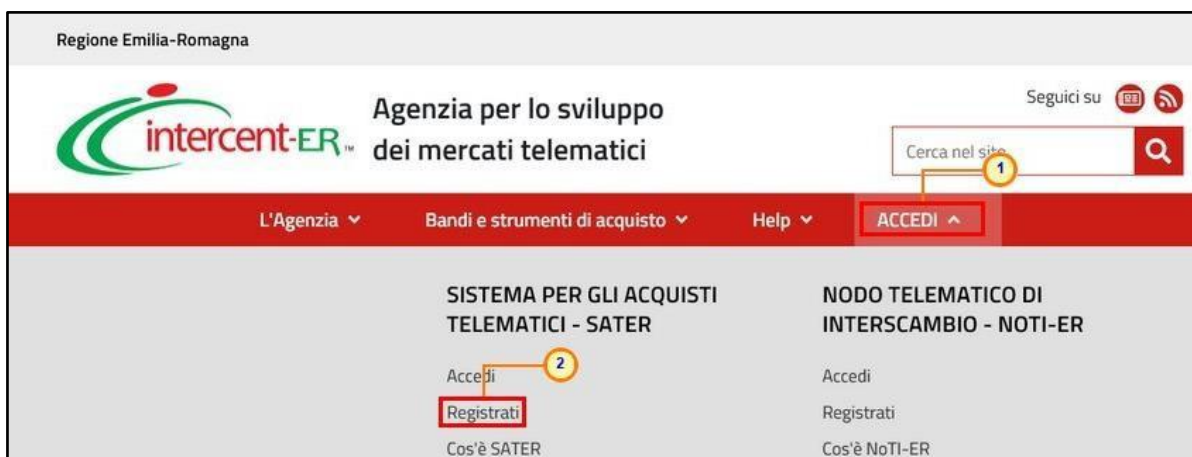 Regione Emilia-Romagna
intercent-ER™
Agenzia per lo sviluppo
dei mercati telematici
Seguici su
Cerca nel sito
1
L'Agenzia
Bandi e strumenti di acquisto
Help
ACCEDI
SISTEMA PER GLI ACQUISTI
TELEMATICI - SATER
2
Accedi
Registrati
Cos'è SATER
NODO TELEMATICO DI
INTERSCAMBIO - NOTI-ER
Accedi
Registrati
Cos'è NoTI-ER